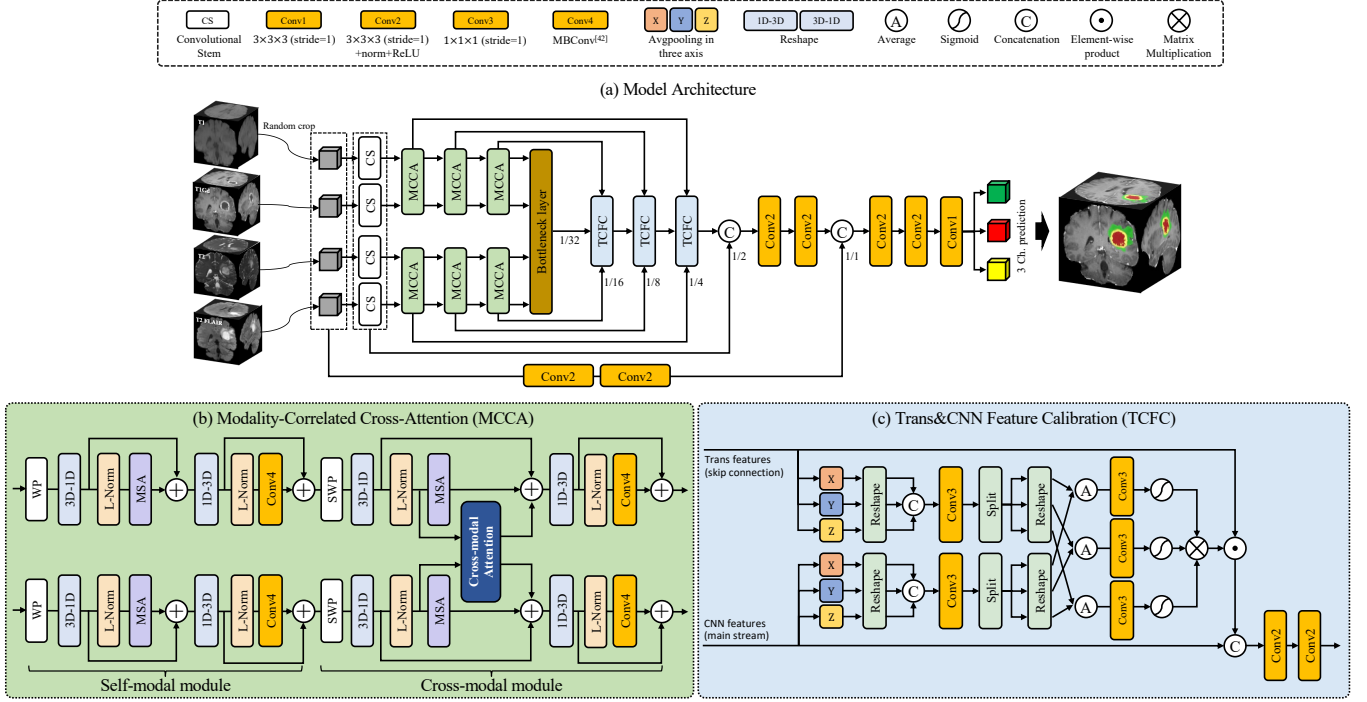 CS
Convolutional
Stem
Conv1
3×3×3 (stride=1)
Conv2
3×3×3 (stride=1)
+norm+ReLU
Conv3
1×1×1 (stride=1)
Conv4
MBConv[42]
X Y Z
Avgpooling in
three axis
1D-3D 3D-1D
Reshape
A
Average
Sigmoid
C
Concatenation
Element-wise
product
Matrix
Multiplication
(a) Model Architecture
T1
T1Gd
T2 FLAIR
Random crop
CS
CS
CS
CS
MCCA
MCCA
MCCA
MCCA
MCCA
MCCA
Bottleneck layer
1/32
TCFC
1/16
TCFC
1/8
TCFC
1/4
C
1/2
Conv2
Conv2
C
1/1
Conv2
Conv2
Conv1
3 Ch. prediction
Conv2
Conv2
(b) Modality-Correlated Cross-Attention (MCCA)
WP
3D-1D
L-Norm
MSA
1D-3D
L-Norm
Conv4
SWP
3D-1D
L-Norm
MSA
1D-3D
L-Norm
Conv4
Cross-modal
Attention
WP
3D-1D
L-Norm
MSA
1D-3D
L-Norm
Conv4
SWP
3D-1D
L-Norm
MSA
1D-3D
L-Norm
Conv4
Self-modal module
Cross-modal module
(c) Trans&CNN Feature Calibration (TCFC)
Trans features
(skip connection)
X
Y
Z
Reshape
C
Conv3
Split
Reshape
A
Conv3
X
Y
Z
Reshape
C
Conv3
Split
Reshape
A
Conv3
A
Conv3
CNN features
(main stream)
C
Conv2
Conv2